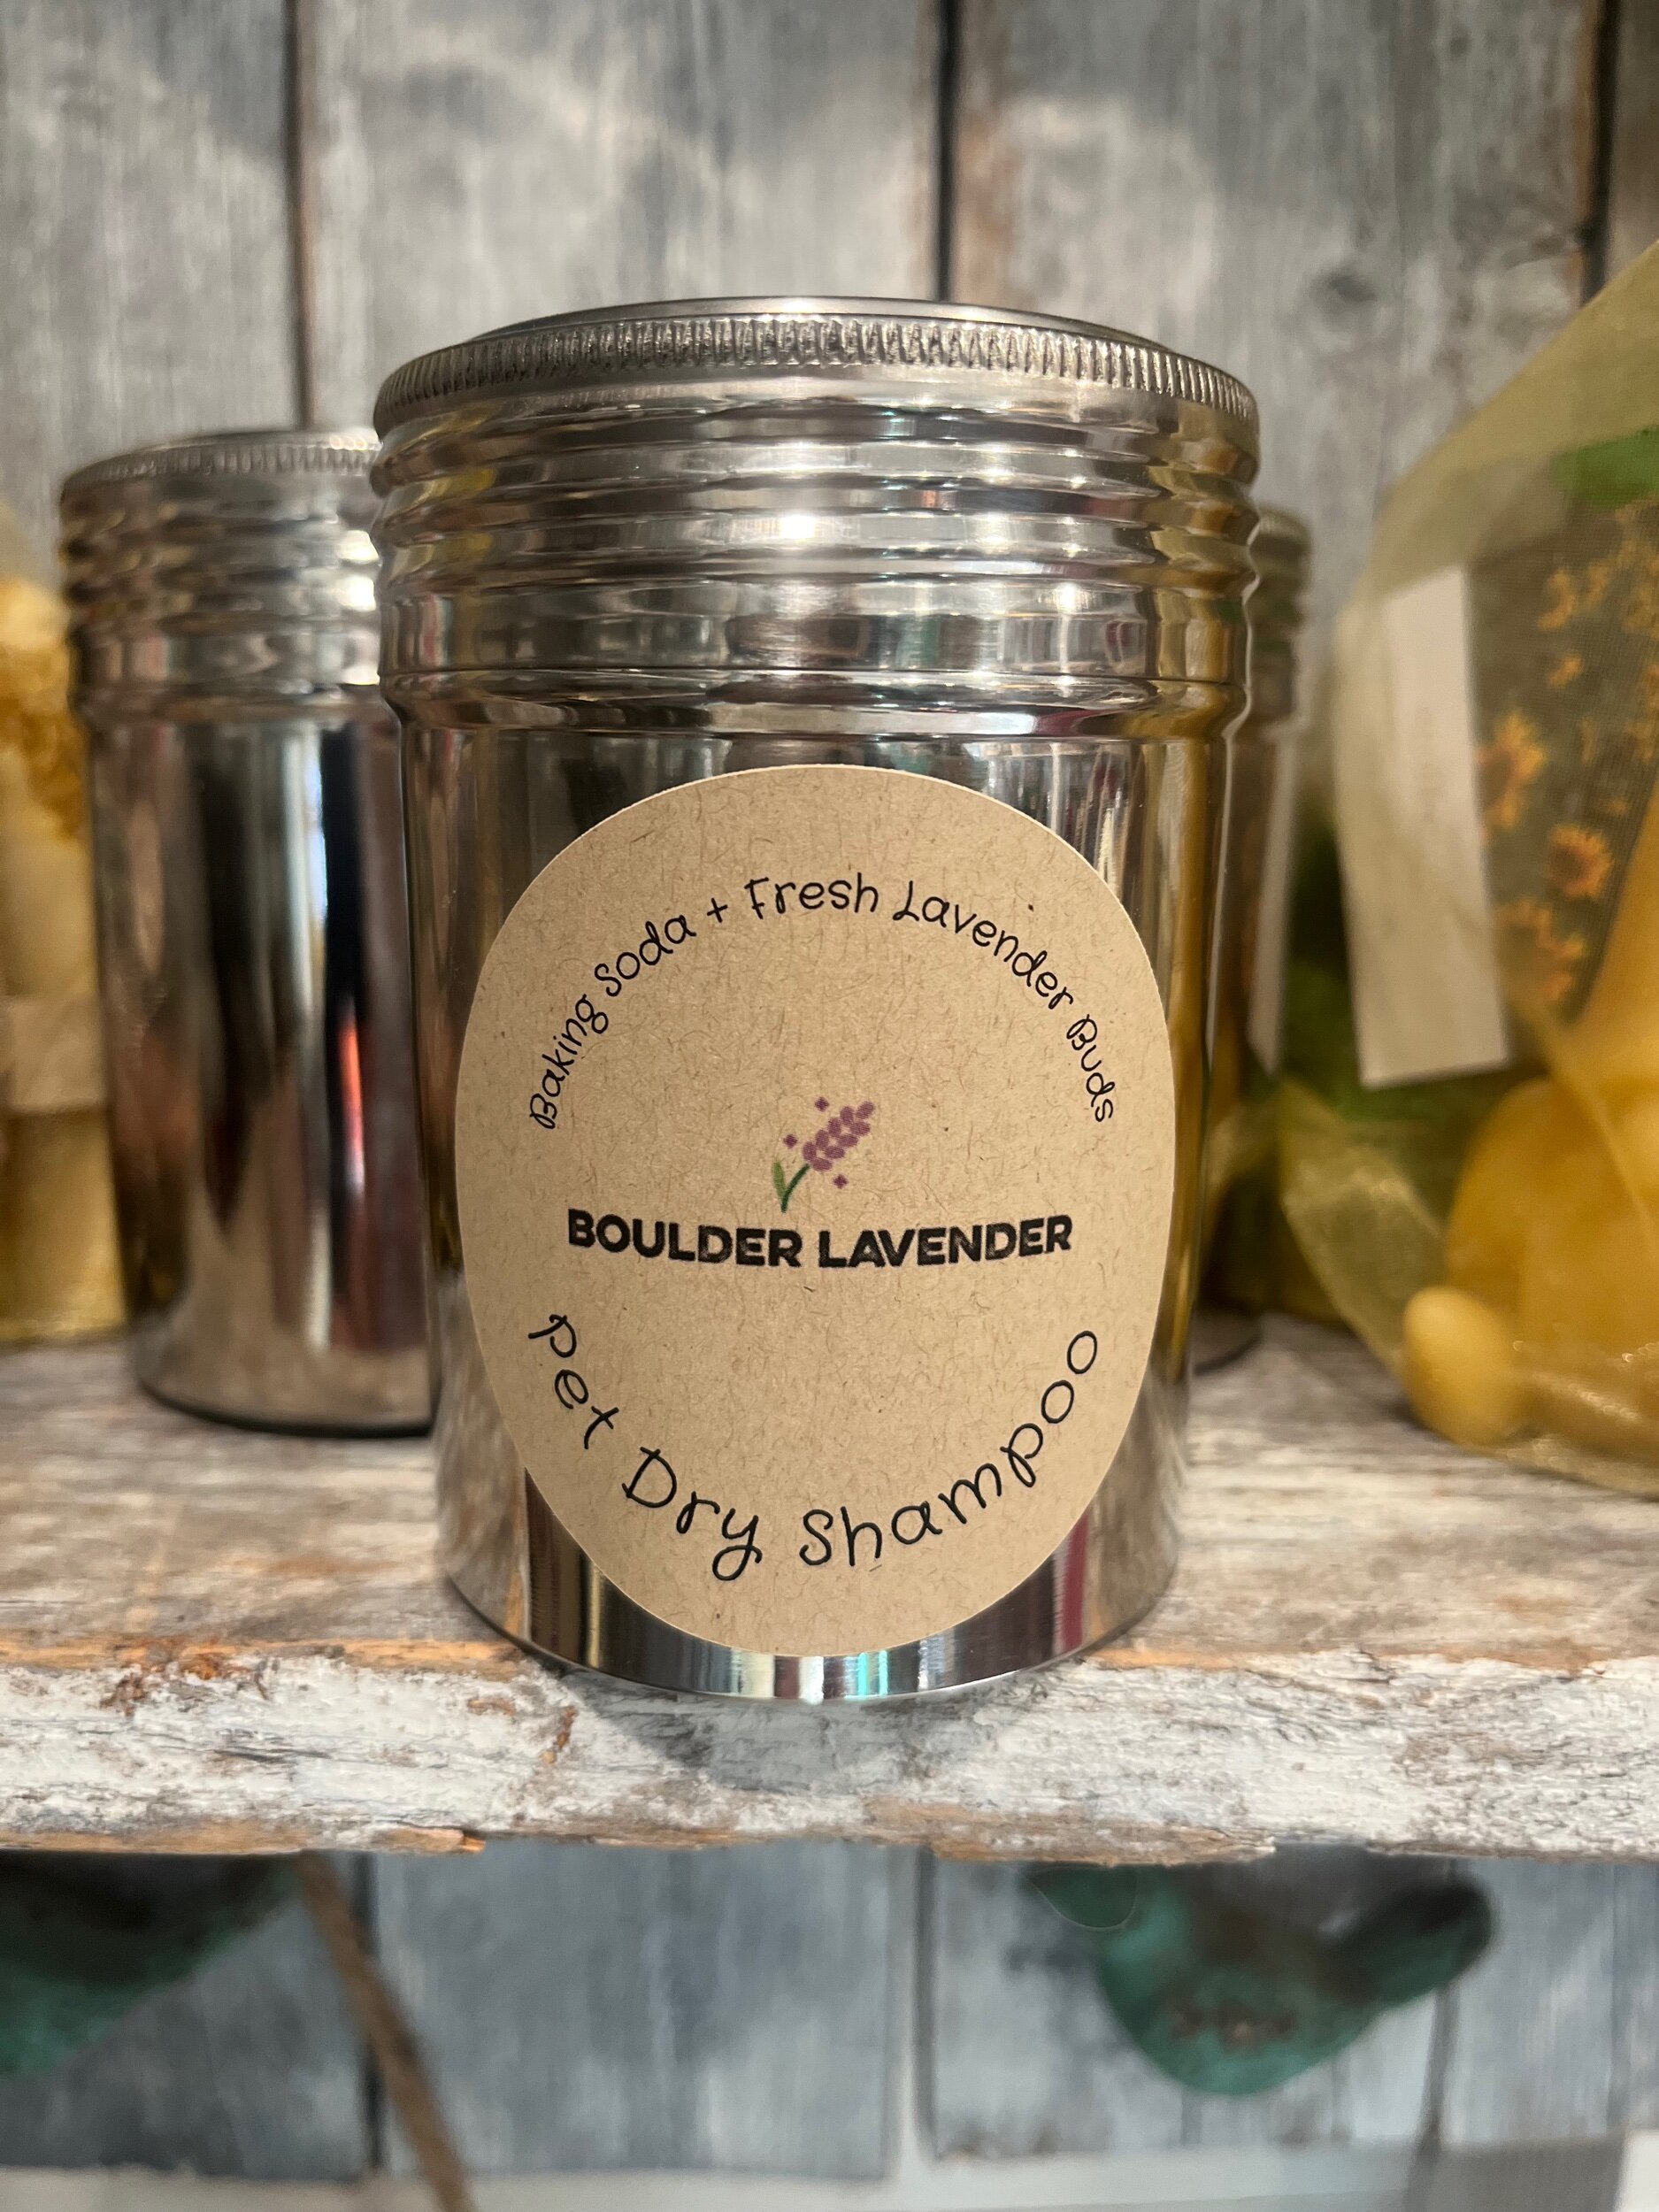 Baking Soda + Fresh Lavender Buds
BOULDER LAVENDER
Pet Dry Shampoo